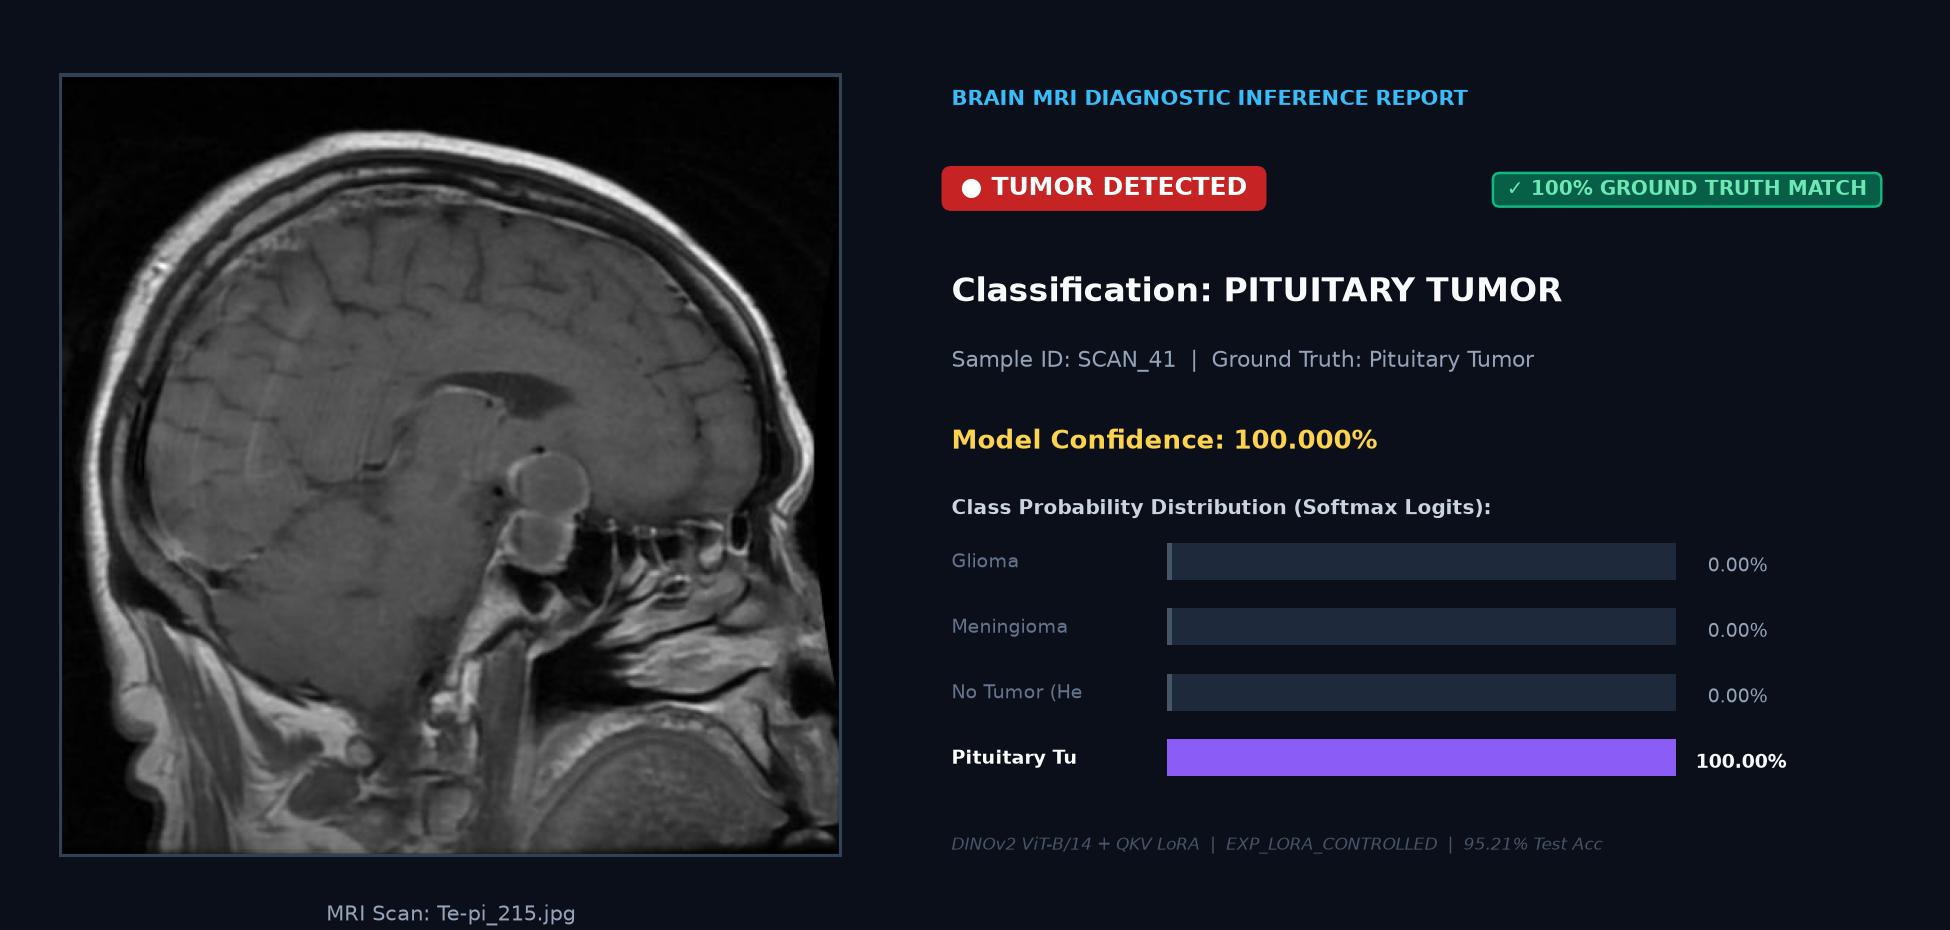 BRAIN MRI DIAGNOSTIC INFERENCE REPORT
● TUMOR DETECTED
✓ 100% GROUND TRUTH MATCH
Classification: PITUITARY TUMOR
Sample ID: SCAN_41 | Ground Truth: Pituitary Tumor
Model Confidence: 100.000%
Class Probability Distribution (Softmax Logits):
Glioma 0.00%
Meningioma 0.00%
No Tumor (He 0.00%
Pituitary Tu 100.00%
DINOv2 ViT-B/14 + QKV LoRA | EXP_LORA_CONTROLLED | 95.21% Test Acc
MRI Scan: Te-pi_215.jpg